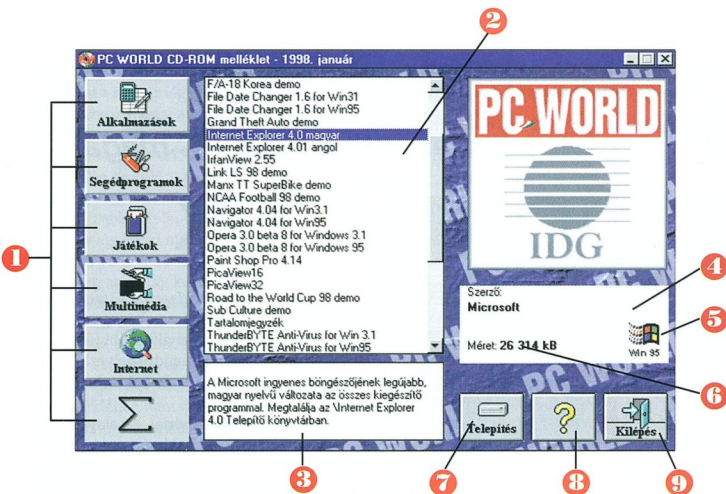 2
PC WORLD CD-ROM melléklet - 1998. január
1
Alkalmazások
Segédprogramok
Játékok
Multimédia
Internet
Σ
F/A-18 Korea demo
File Date Changer 1.6 for Win31
File Date Changer 1.6 for Win95
Grand Theft Auto demo
Internet Explorer 4.0 magyar
Internet Explorer 4.01 angol
IrfanView 2.55
Link LS 98 demo
Manx TT SuperBike demo
NCAA Football 98 demo
Navigator 4.04 for Win3.1
Navigator 4.04 for Win95
Opera 3.0 beta 8 for Windows 3.1
Opera 3.0 beta 8 for Windows 95
Paint Shop Pro 4.14
PicaView16
PicaView32
Road to the World Cup 98 demo
Sub Culture demo
Tartalomjegyzék
ThunderBYTE Anti-Virus for Win 3.1
ThunderBYTE Anti-Virus for Win95
A Microsoft ingyenes böngészőjének legújabb,
magyar nyelvű változata az összes kiegészítő
programmal. Megtalálja az \Internet Explorer
4.0 Telepítő könyvtárban.
3
PC WORLD
IDG
4
Szerző:
Microsoft
5
Méret: 26 314 kB
Win 95
6
Telepítés
?
Kilépés
7
8
9